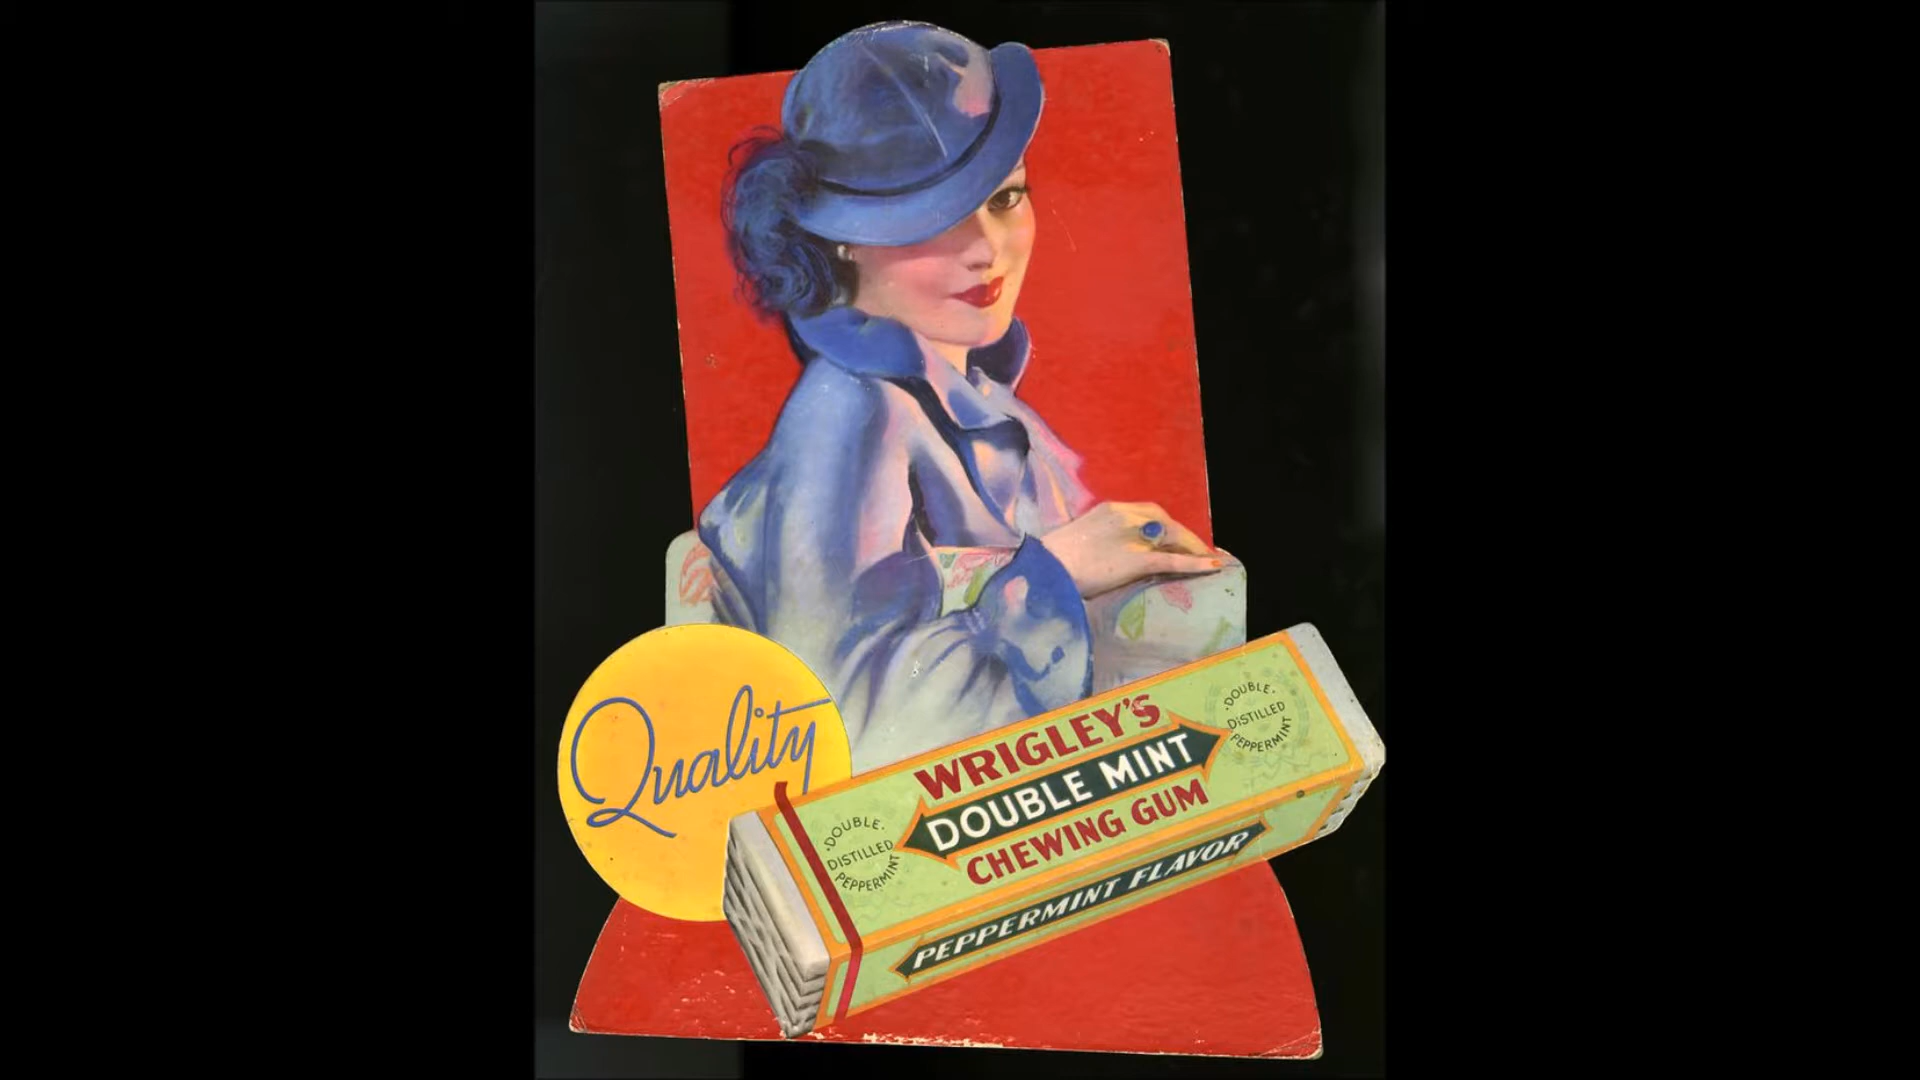 Quality
WRIGLEY'S
DOUBLE MINT
CHEWING GUM
PEPPERMINT FLAVOR
·DOUBLE·
DISTILLED
PEPPERMINT
·DOUBLE·
DISTILLED
PEPPERMINT